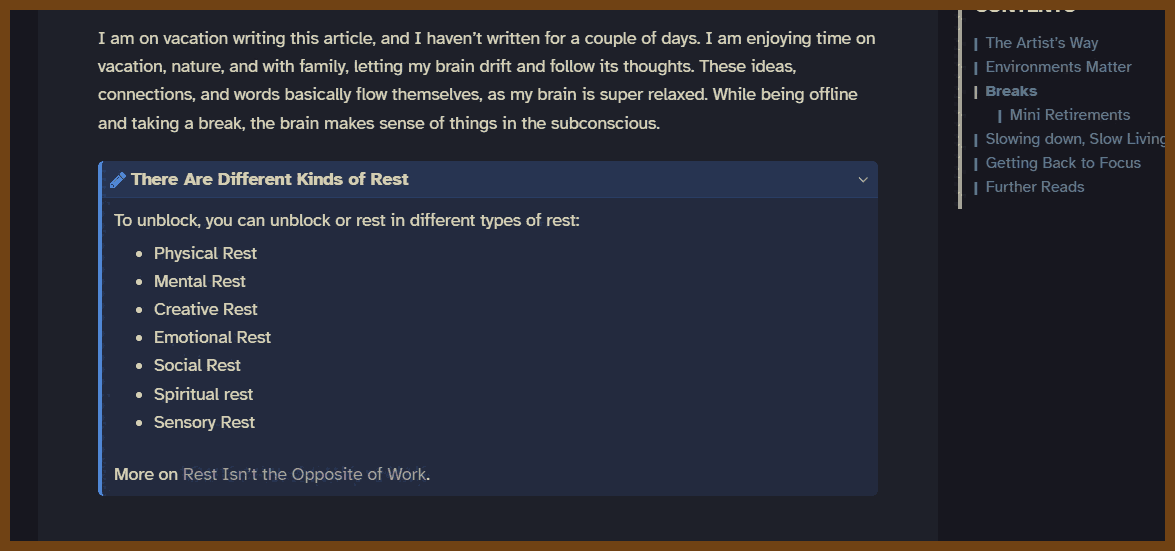 I am on vacation writing this article, and I haven’t written for a couple of days. I am enjoying time on
vacation, nature, and with family, letting my brain drift and follow its thoughts. These ideas,
connections, and words basically flow themselves, as my brain is super relaxed. While being offline
and taking a break, the brain makes sense of things in the subconscious.
There Are Different Kinds of Rest
To unblock, you can unblock or rest in different types of rest:
Physical Rest
Mental Rest
Creative Rest
Emotional Rest
Social Rest
Spiritual rest
Sensory Rest
More on Rest Isn’t the Opposite of Work.
CONTENTS
The Artist’s Way
Environments Matter
Breaks
Mini Retirements
Slowing down, Slow Living
Getting Back to Focus
Further Reads